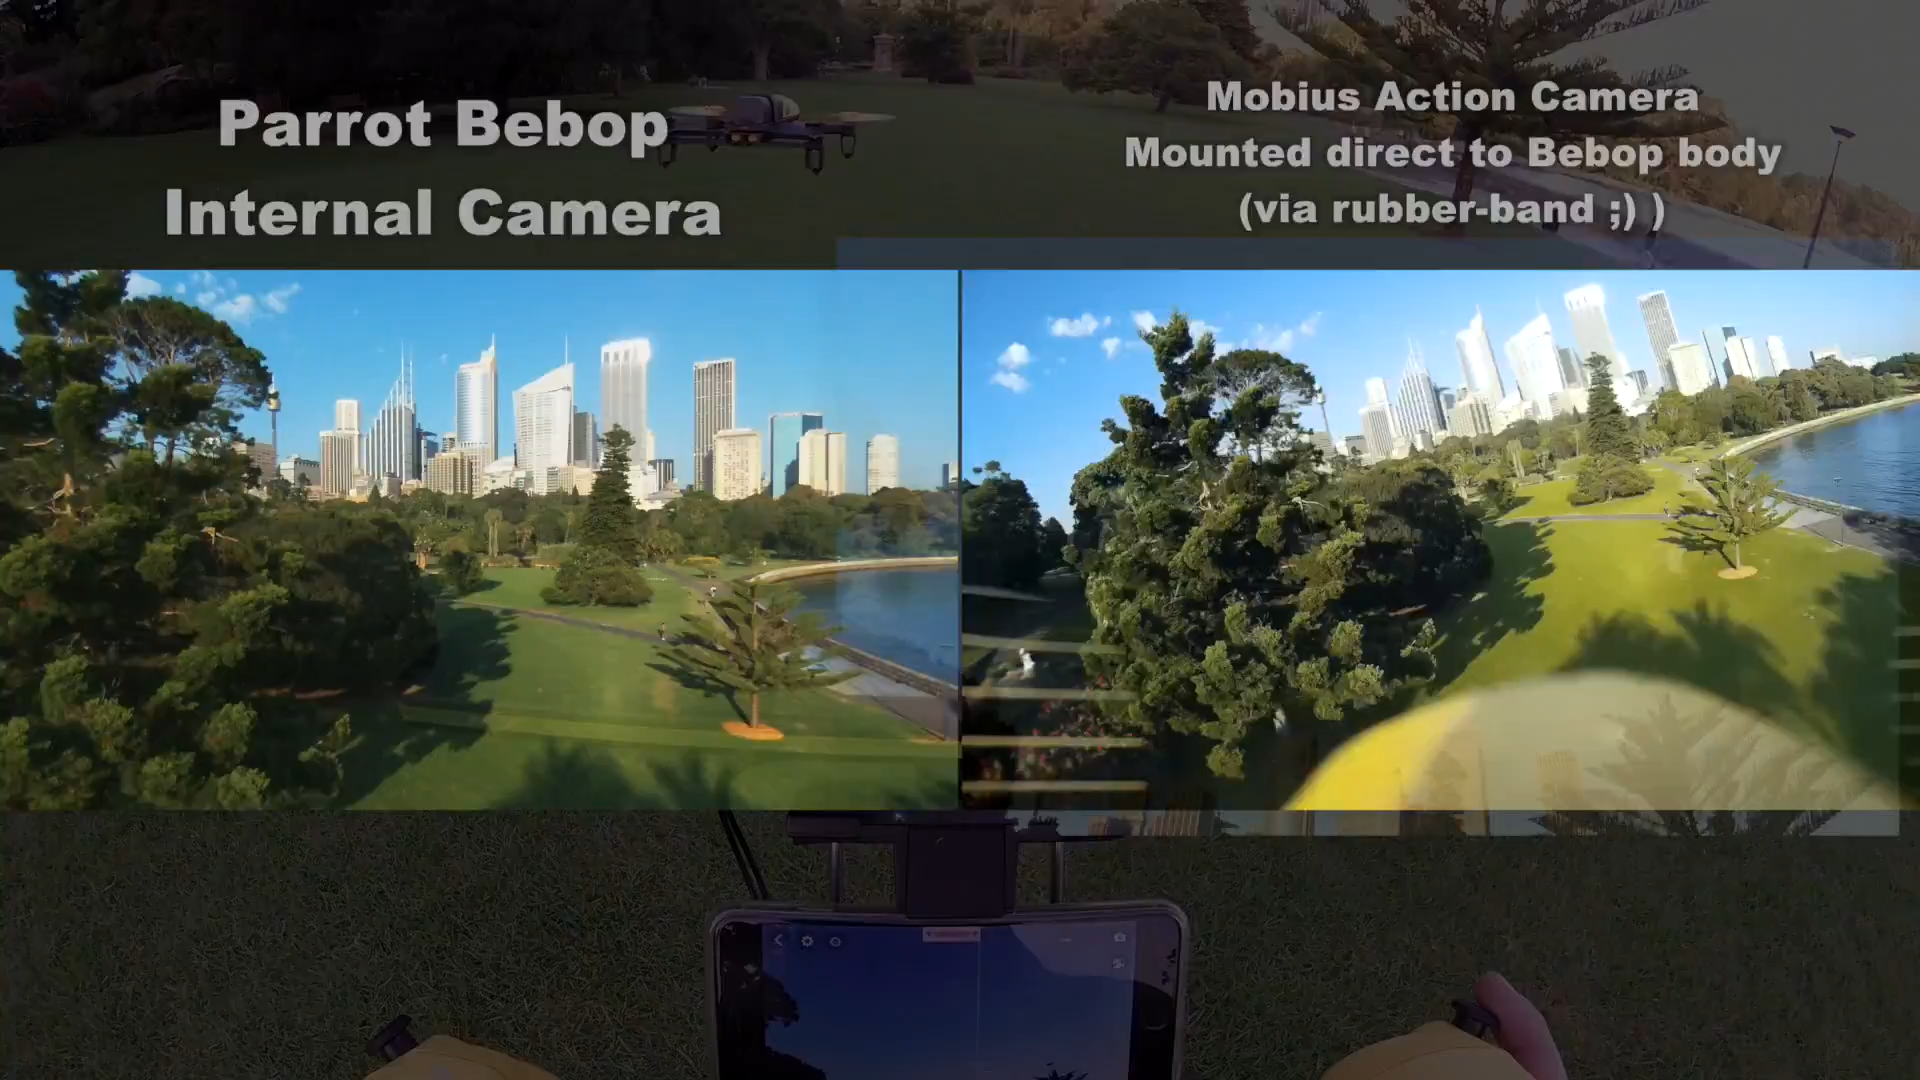 Parrot Bebop
Internal Camera
Mobius Action Camera
Mounted direct to Bebop body
(via rubber-band ;) )